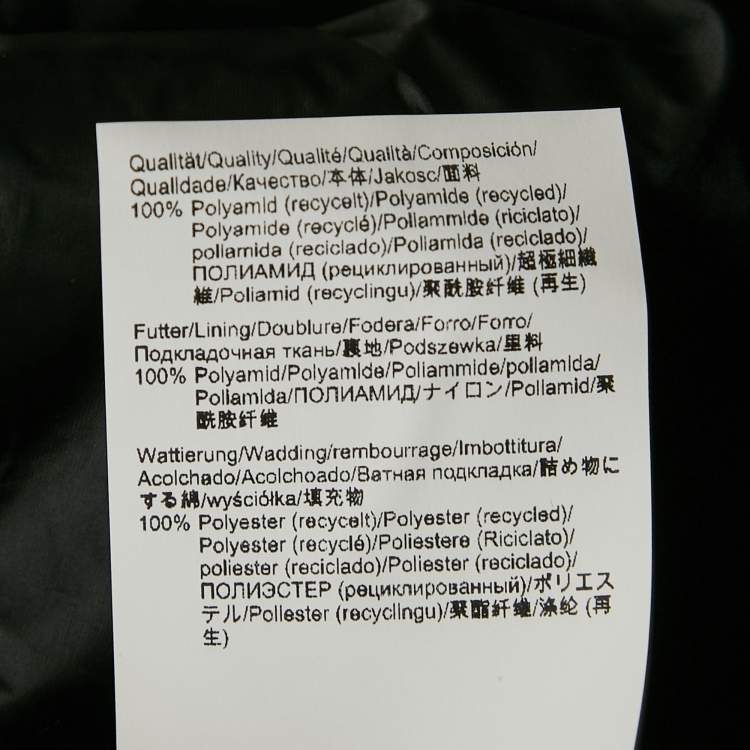 Qualität/Quality/Qualité/Qualità/Composición/
Qualidade/Качество/本体/Jakosc/面料
100% Polyamid (recycelt)/Polyamide (recycled)/
Polyamide (recyclé)/Poliammide (riciclato)/
poliamida (reciclado)/Poliamida (reciclado)/
ПОЛИАМИД (рециклированный)/超極細繊
維/Poliamid (recyclingu)/聚酰胺纤维 (再生)
Futter/Lining/Doublure/Fodera/Forro/Forro/
Подкладочная ткань/裏地/Podszewka/里料
100% Polyamid/Polyamide/Poliammide/poliamida/
Poliamida/ПОЛИАМИД/ナイロン/Poliamid/聚
酰胺纤维
Wattierung/Wadding/rembourrage/Imbottitura/
Acolchado/Acolchoado/Ватная подкладка/詰め物に
する綿/wyściółka/填充物
100% Polyester (recycelt)/Polyester (recycled)/
Polyester (recyclé)/Poliestere (Riciclato)/
poliester (reciclado)/Poliester (reciclado)/
ПОЛИЭСТЕР (рециклированный)/ポリエス
テル/Poliester (recyclingu)/聚酯纤维/涤纶 (再
生)